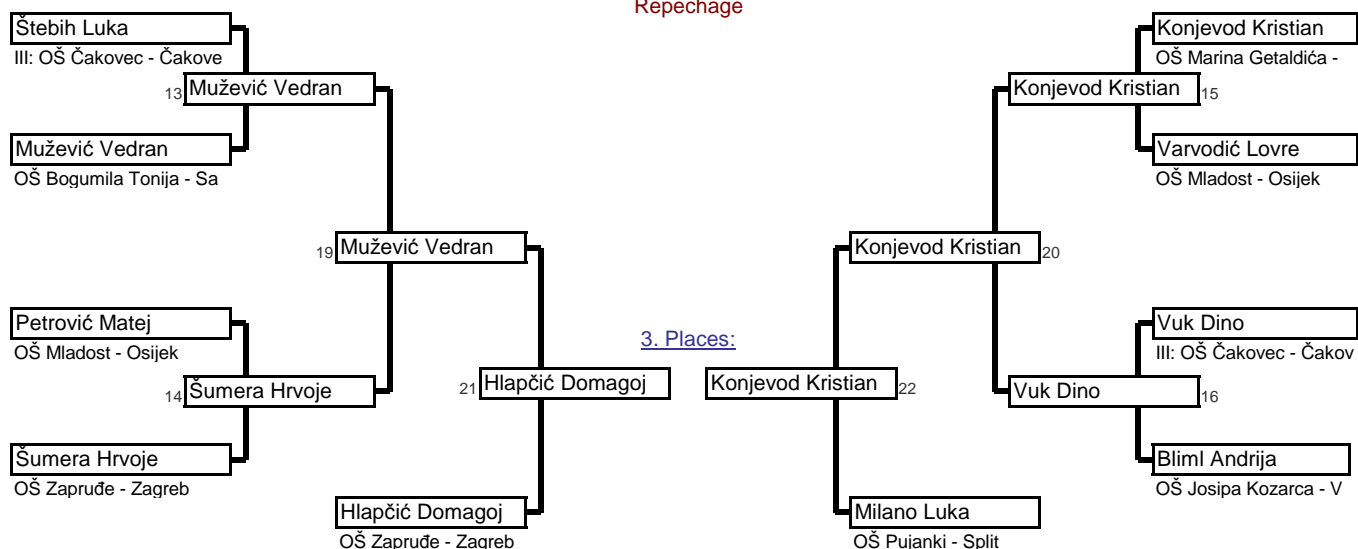 Repechage
Štebih Luka
III: OŠ Čakovec - Čakove
13 Mužević Vedran
Mužević Vedran
OŠ Bogumila Tonija - Sa
19 Mužević Vedran
Petrović Matej
OŠ Mladost - Osijek
14 Šumera Hrvoje
Šumera Hrvoje
OŠ Zapruđe - Zagreb
21 Hlapčić Domagoj
Hlapčić Domagoj
OŠ Zapruđe - Zagreb
3. Places:
Konjevod Kristian
OŠ Marina Getaldića -
Konjevod Kristian 15
Varvodić Lovre
OŠ Mladost - Osijek
Konjevod Kristian 20
Vuk Dino
III: OŠ Čakovec - Čakov
Konjevod Kristian 22
Vuk Dino 16
Bliml Andrija
OŠ Josipa Kozarca - V
Milano Luka
OŠ Pujanki - Split